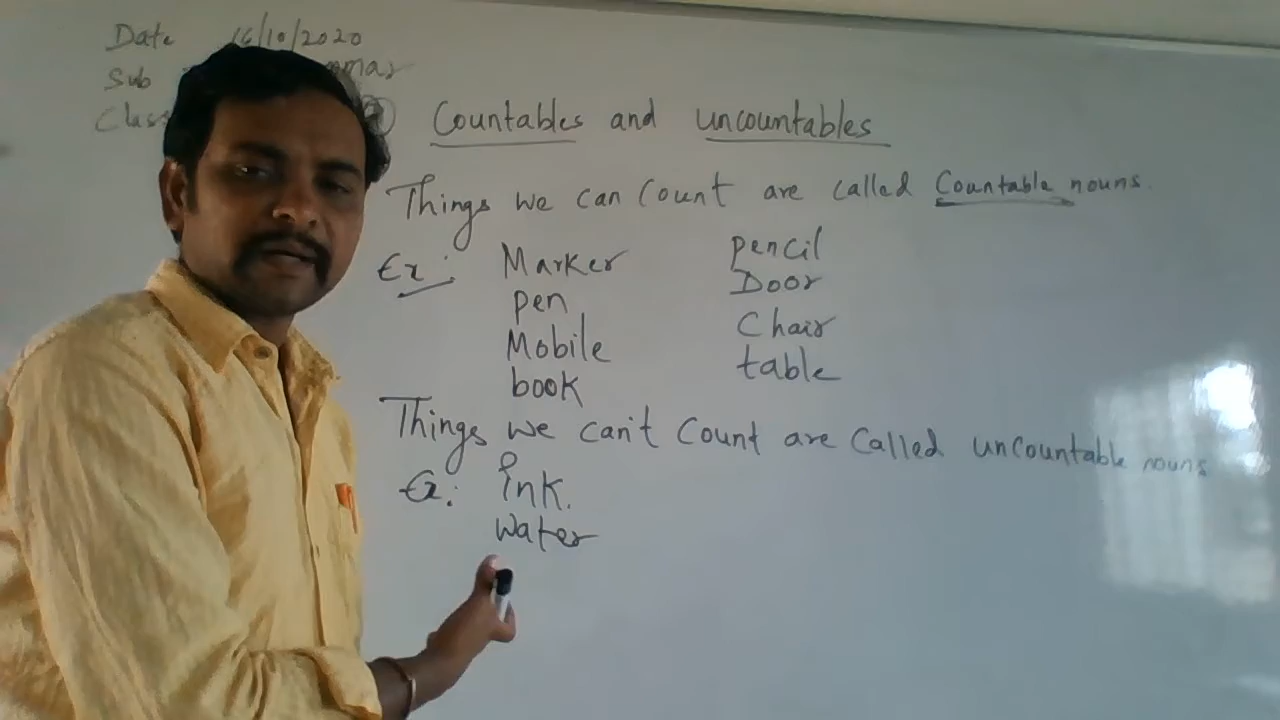 Date 16/10/2020
Sub
Class
Countables and uncountables
Things we can Count are called Countable nouns.
Ex: Marker pencil
pen Door
Mobile Chair
book table
Things we can't Count are Called uncountable nouns
Ex: ink.
Water